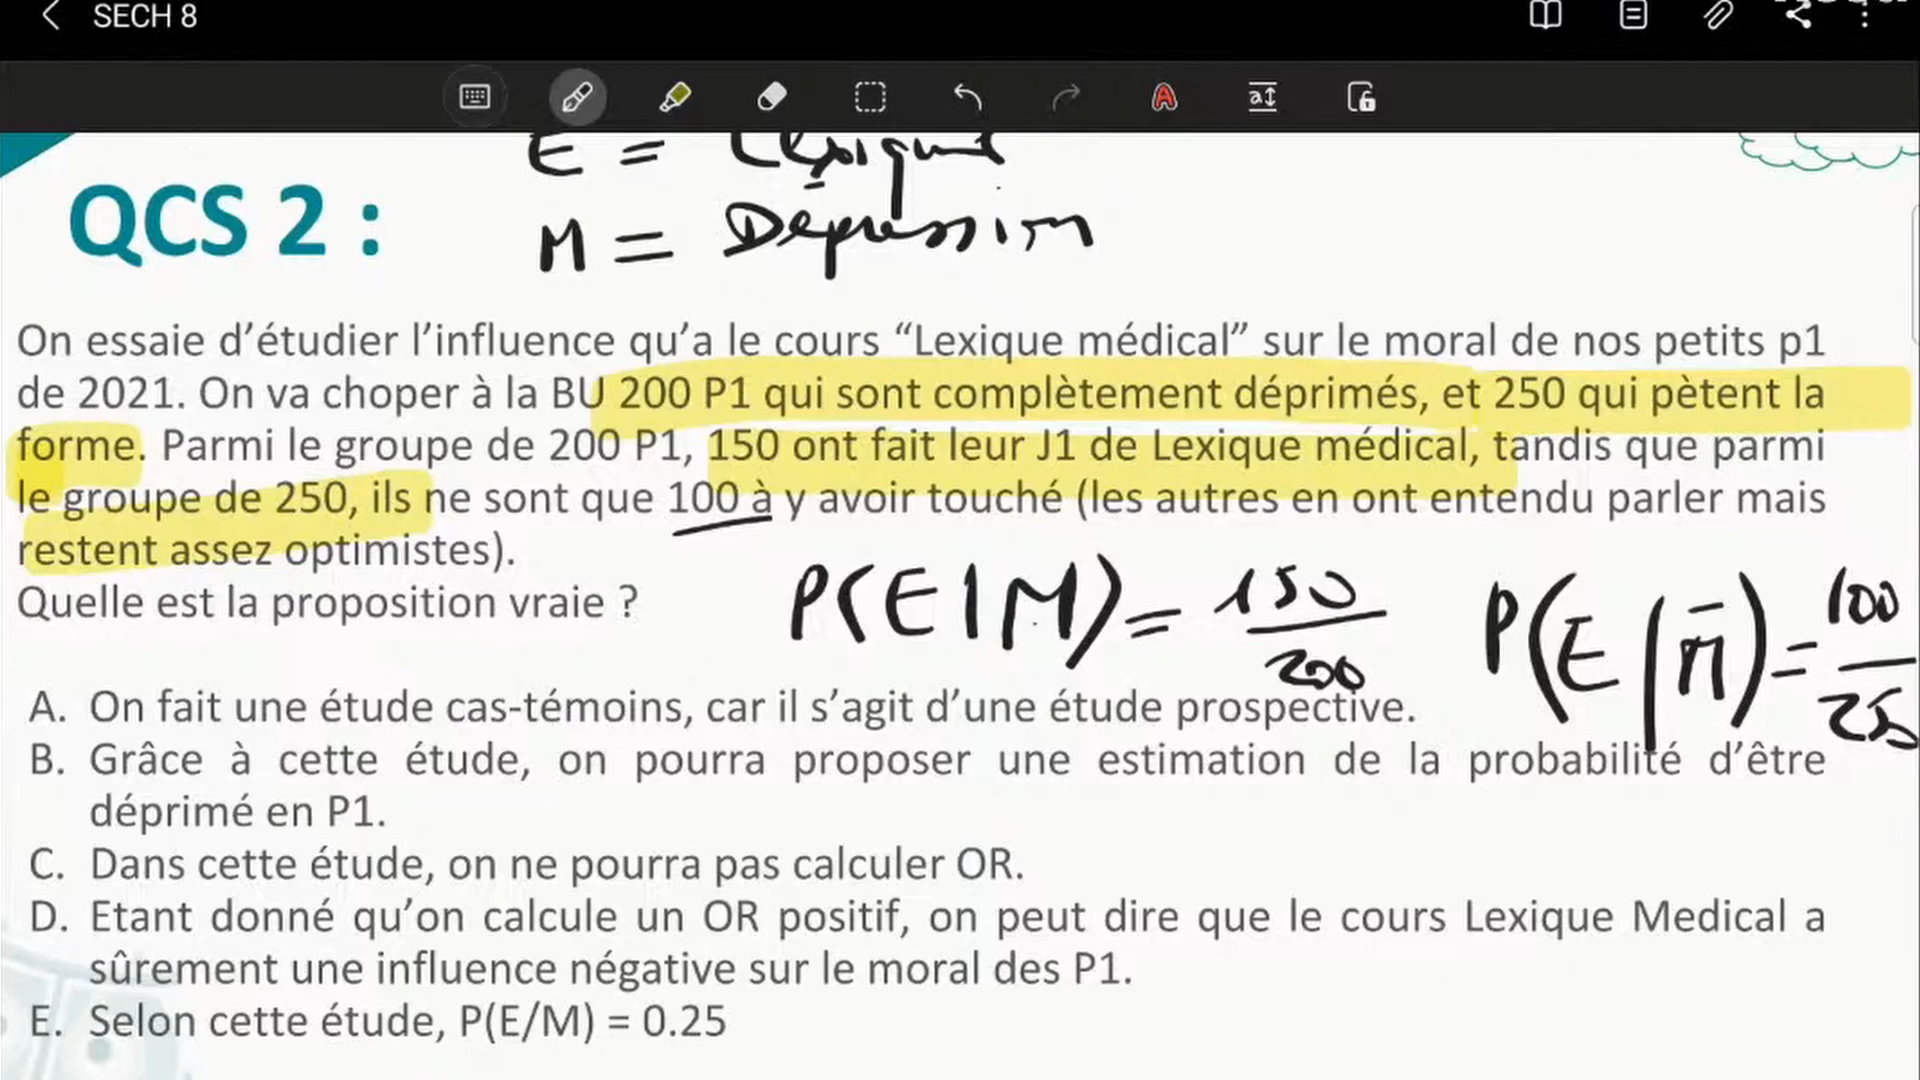 SECH 8
E = Lexique
QCS 2 :
M = Dépression
On essaie d’étudier l’influence qu’a le cours “Lexique médical” sur le moral de nos petits p1
de 2021. On va choper à la BU 200 P1 qui sont complètement déprimés, et 250 qui pètent la
forme. Parmi le groupe de 200 P1, 150 ont fait leur J1 de Lexique médical, tandis que parmi
le groupe de 250, ils ne sont que 100 à y avoir touché (les autres en ont entendu parler mais
restent assez optimistes).
Quelle est la proposition vraie ?
P(E|M) = 150/200
P(E/M̄) = 100/25
A. On fait une étude cas-témoins, car il s’agit d’une étude prospective.
B. Grâce à cette étude, on pourra proposer une estimation de la probabilité d’être
déprimé en P1.
C. Dans cette étude, on ne pourra pas calculer OR.
D. Etant donné qu’on calcule un OR positif, on peut dire que le cours Lexique Medical a
sûrement une influence négative sur le moral des P1.
E. Selon cette étude, P(E/M) = 0.25